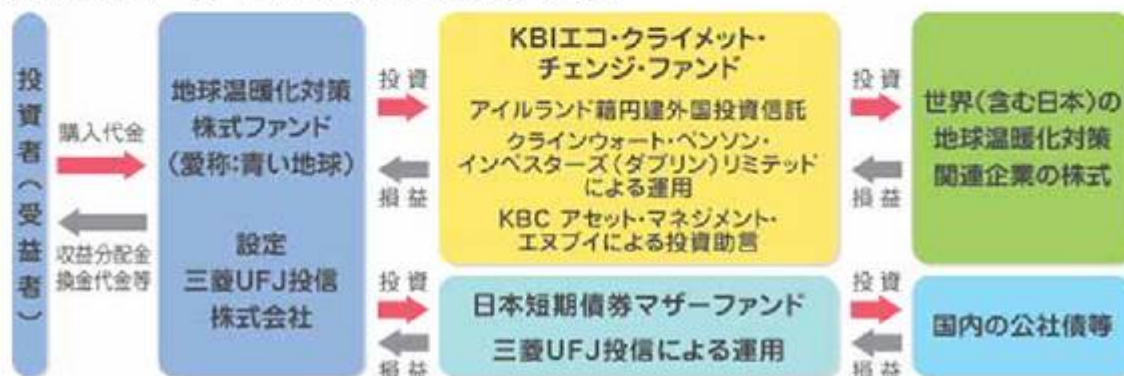 投資者（受益者）
購入代金
収益分配金
換金代金等
地球温暖化対策
株式ファンド
（愛称：青い地球）
設定
三菱UFJ投信
株式会社
投資
損益
KBIエコ・クライメット・
チェンジ・ファンド
アイルランド籍円建外国投資信託
クラインウォート・ベンソン・
インベスターズ（ダブリン）リミテッド
による運用
KBC アセット・マネジメント・
エヌブイによる投資助言
投資
損益
世界（含む日本）の
地球温暖化対策
関連企業の株式
投資
損益
日本短期債券マザーファンド
三菱UFJ投信による運用
投資
損益
国内の公社債等